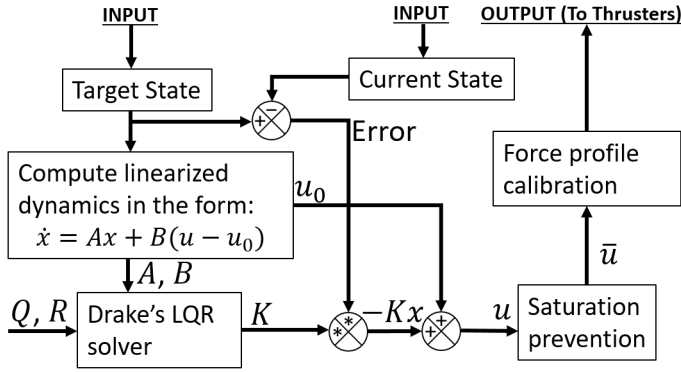 INPUT
INPUT
OUTPUT (To Thrusters)
Target State
Current State
−
+
Error
Compute linearized
dynamics in the form:
ẋ = Ax + B(u − u₀)
u₀
Force profile
calibration
ū
A, B
Q, R
Drake's LQR
solver
K
*
*
−Kx
+
+
u
Saturation
prevention